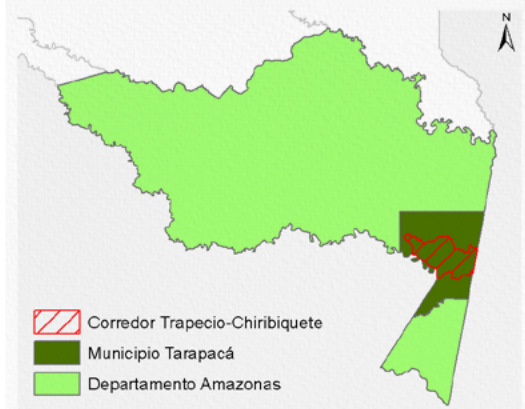 N
Corredor Trapecio-Chiribiquete
Municipio Tarapacá
Departamento Amazonas